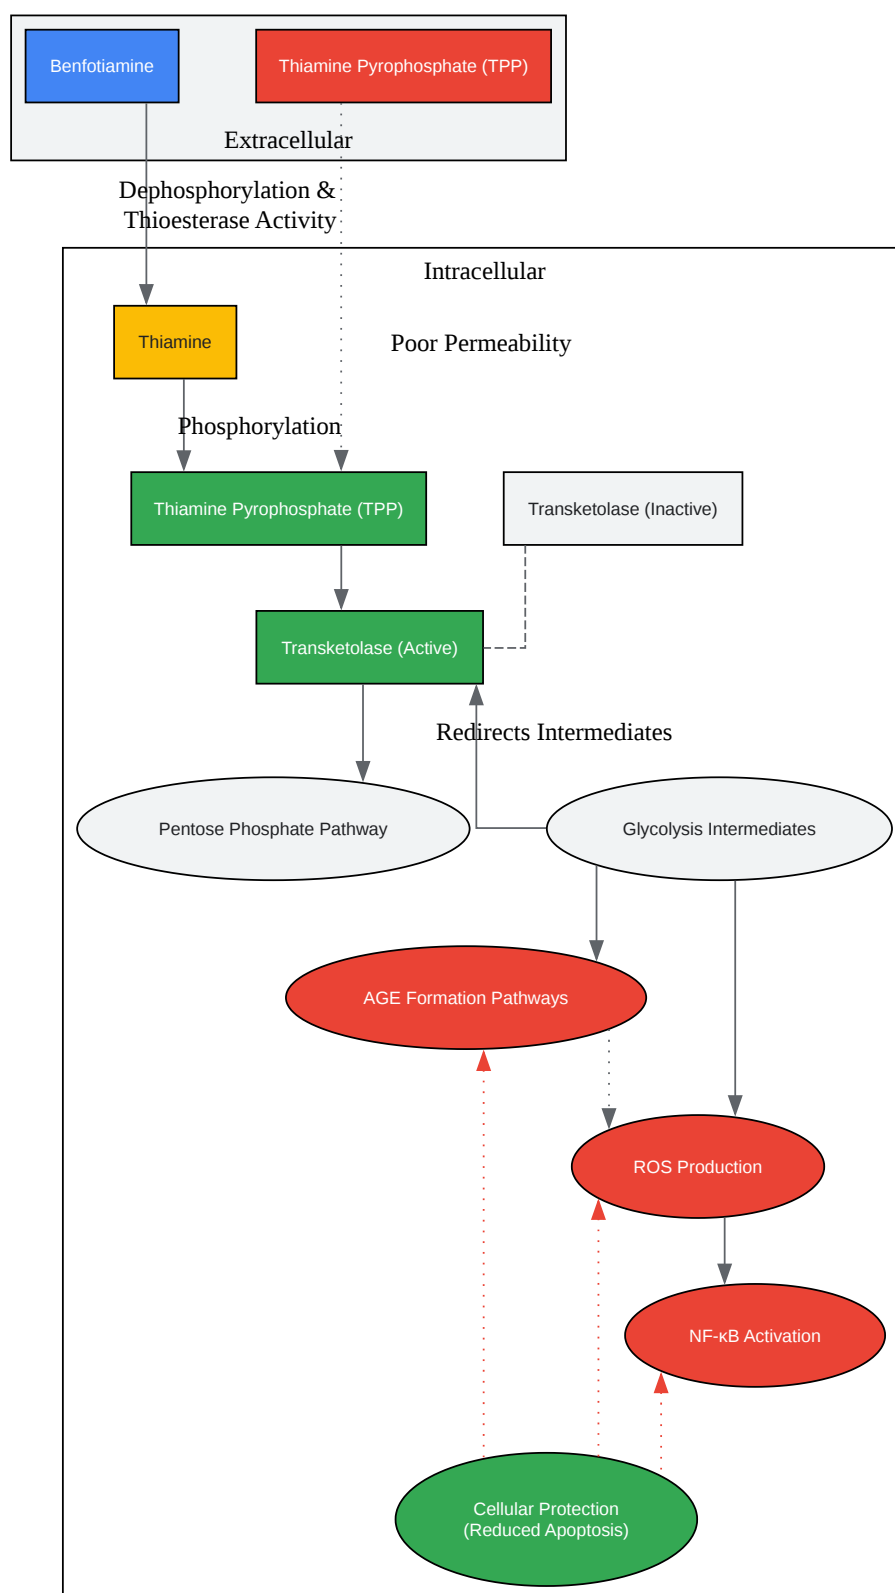 Benfotiamine
Thiamine Pyrophosphate (TPP)
Extracellular
Dephosphorylation &
Thioesterase Activity
Intracellular
Thiamine
Poor Permeability
Phosphorylation
Thiamine Pyrophosphate (TPP)
Transketolase (Inactive)
Transketolase (Active)
Redirects Intermediates
Pentose Phosphate Pathway
Glycolysis Intermediates
AGE Formation Pathways
ROS Production
NF-κB Activation
Cellular Protection
(Reduced Apoptosis)